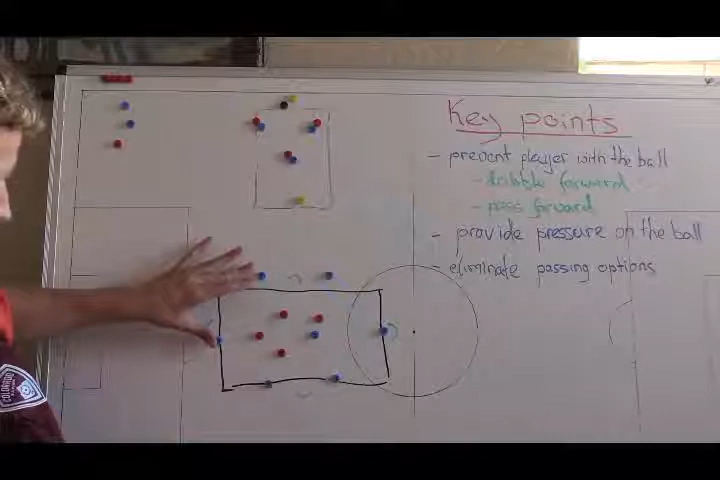 Key points
- prevent player with the ball
- dribble forward
- pass forward
- provide pressure on the ball
- eliminate passing options
COLORADO